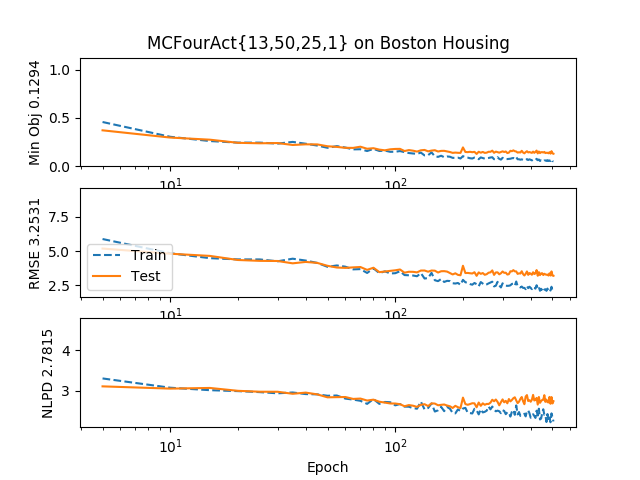 MCFourAct{13,50,25,1} on Boston Housing
Min Obj 0.1294
1.0
0.5
0.0
10¹
10²
RMSE 3.2531
7.5
5.0
2.5
Train
Test
10¹
10²
NLPD 2.7815
4
3
10¹
10²
Epoch